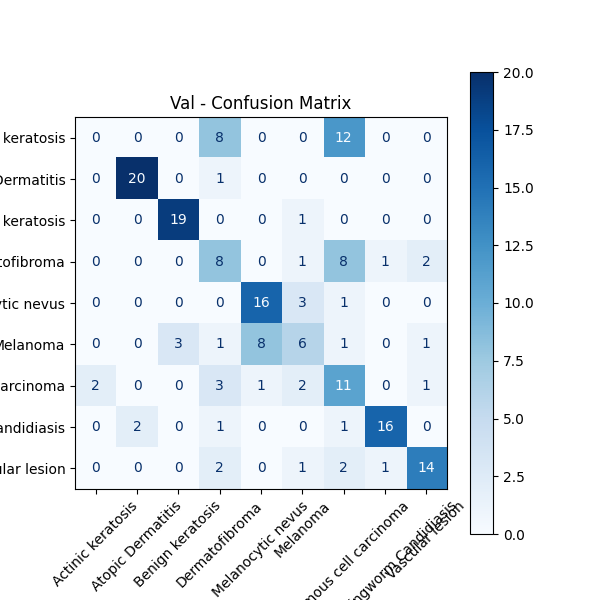 Val - Confusion Matrix
keratosis 0 0 0 8 0 0 12 0 0
Dermatitis 0 20 0 1 0 0 0 0 0
keratosis 0 0 19 0 0 1 0 0 0
tofibroma 0 0 0 8 0 1 8 1 2
ytic nevus 0 0 0 0 16 3 1 0 0
Melanoma 0 0 3 1 8 6 1 0 1
arcinoma 2 0 0 3 1 2 11 0 1
andidiasis 0 2 0 1 0 0 1 16 0
ular lesion 0 0 0 2 0 1 2 1 14
Actinic keratosis
Atopic Dermatitis
Benign keratosis
Dermatofibroma
Melanocytic nevus
Melanoma
mous cell carcinoma
ngworm Candidiasis
Vascular lesion
20.0
17.5
15.0
12.5
10.0
7.5
5.0
2.5
0.0